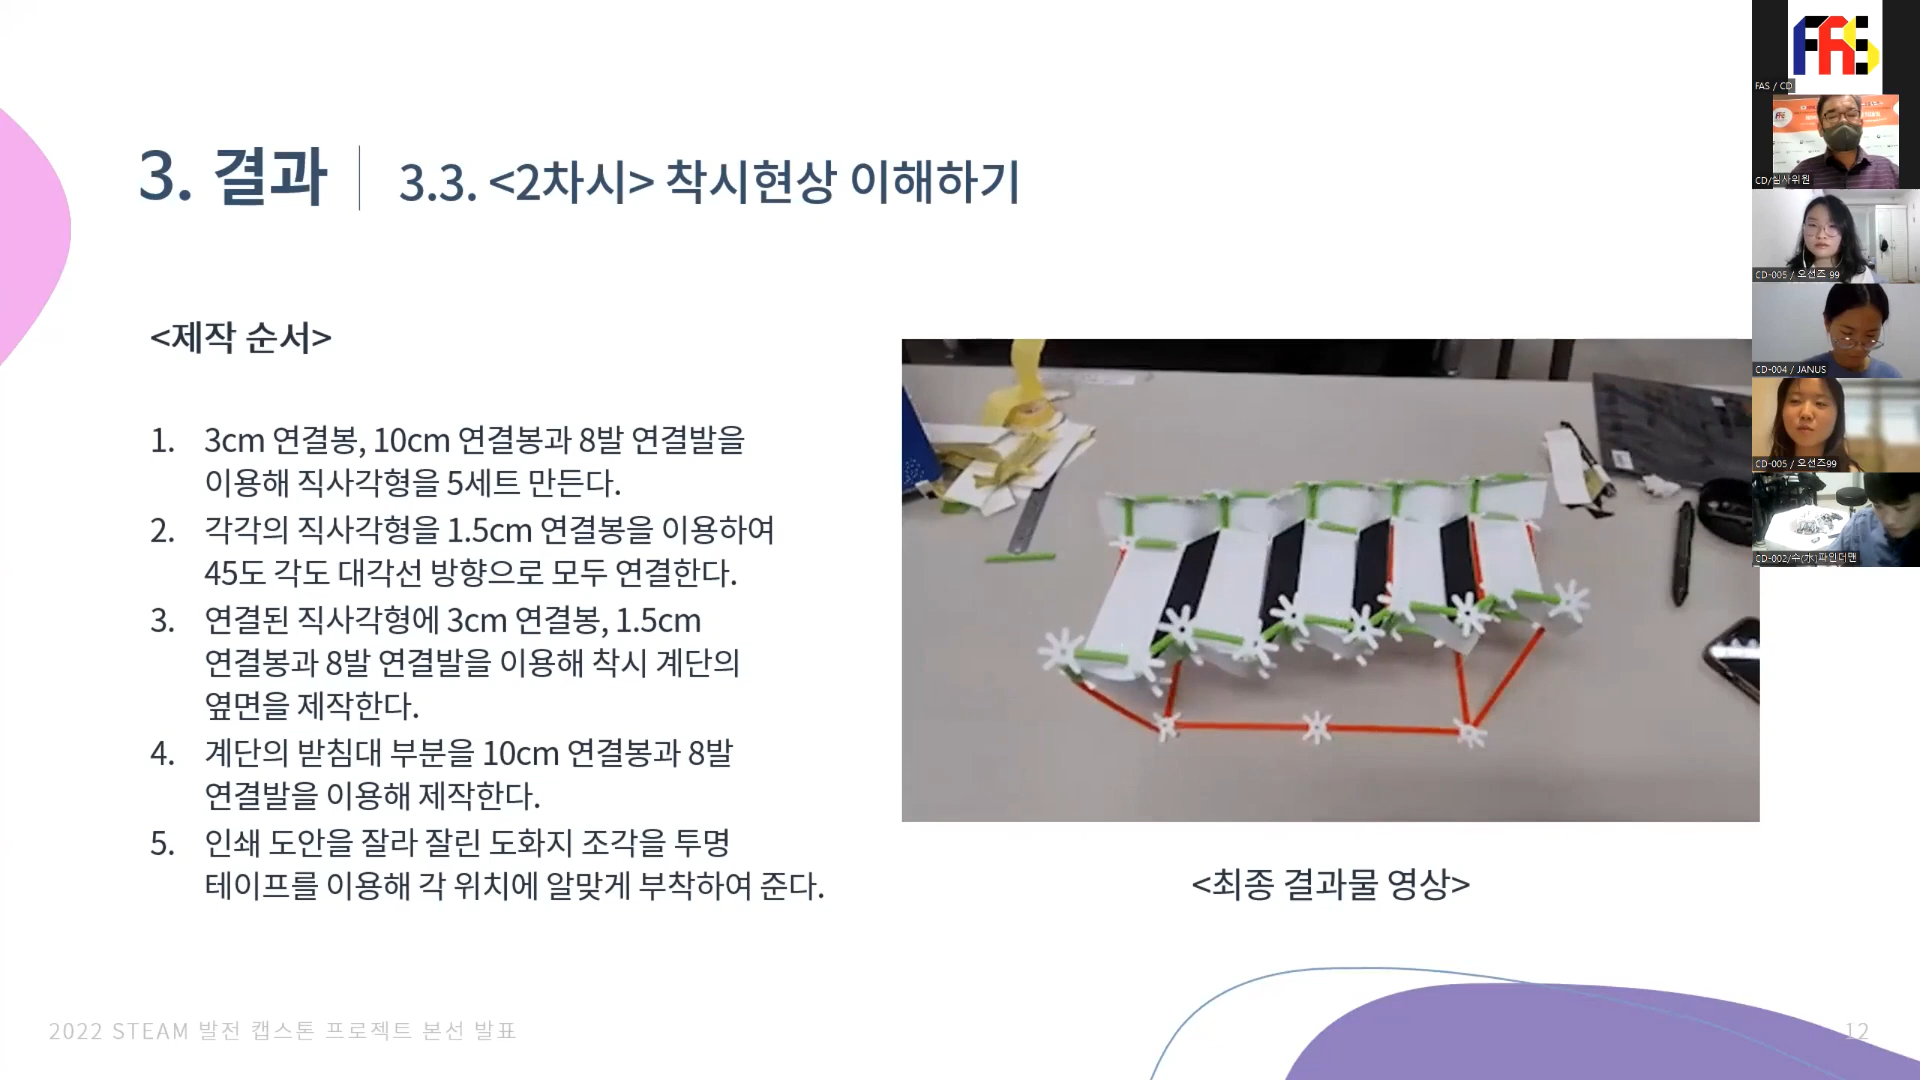 3. 결과
3.3. <2차시> 착시현상 이해하기
<제작 순서>
1. 3cm 연결봉, 10cm 연결봉과 8발 연결발을
이용해 직사각형을 5세트 만든다.
2. 각각의 직사각형을 1.5cm 연결봉을 이용하여
45도 각도 대각선 방향으로 모두 연결한다.
3. 연결된 직사각형에 3cm 연결봉, 1.5cm
연결봉과 8발 연결발을 이용해 착시 계단의
옆면을 제작한다.
4. 계단의 받침대 부분을 10cm 연결봉과 8발
연결발을 이용해 제작한다.
5. 인쇄 도안을 잘라 잘린 도화지 조각을 투명
테이프를 이용해 각 위치에 알맞게 부착하여 준다.
<최종 결과물 영상>
2022 STEAM 발전 캡스톤 프로젝트 본선 발표
12
FAS
FAS / CD
CD/심사위원
CD-005 / 오선즈 99
CD-004 / JANUS
CD-005 / 오선즈99
CD-002/수(水)파인더맨